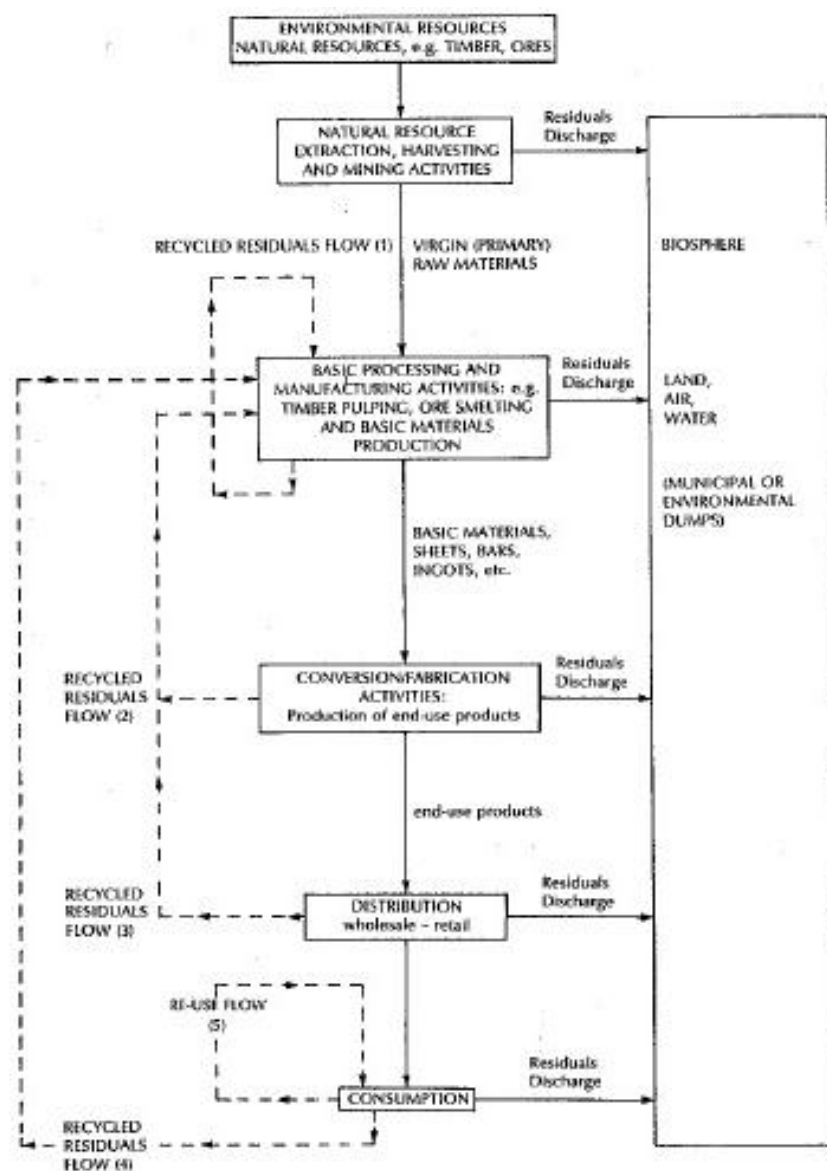 ENVIRONMENTAL RESOURCES
NATURAL RESOURCES, e.g. TIMBER, ORES
NATURAL RESOURCE
EXTRACTION, HARVESTING
AND MINING ACTIVITIES
Residuals
Discharge
RECYCLED RESIDUALS FLOW (1)
VIRGIN (PRIMARY)
RAW MATERIALS
BIOSPHERE
BASIC PROCESSING AND
MANUFACTURING ACTIVITIES: e.g.
TIMBER PULPING, ORE SMELTING
AND BASIC MATERIALS
PRODUCTION
Residuals
Discharge
LAND,
AIR,
WATER
(MUNICIPAL OR
ENVIRONMENTAL
DUMPS)
BASIC MATERIALS,
SHEETS, BARS,
INGOTS, etc.
RECYCLED
RESIDUALS
FLOW (2)
CONVERSION/FABRICATION
ACTIVITIES:
Production of end-use products
Residuals
Discharge
end-use products
RECYCLED
RESIDUALS
FLOW (3)
DISTRIBUTION
wholesale – retail
Residuals
Discharge
RE-USE FLOW
(5)
CONSUMPTION
Residuals
Discharge
RECYCLED
RESIDUALS
FLOW (4)